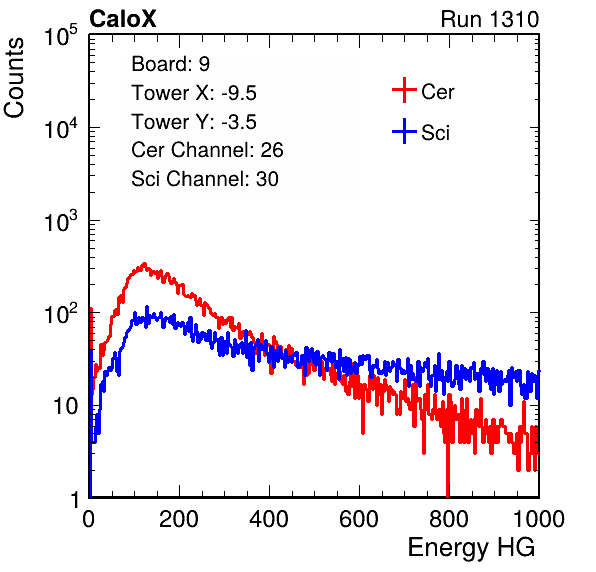 CaloX Run 1310
Counts
10^5
10^4
10^3
10^2
10
1
Board: 9
Tower X: -9.5
Tower Y: -3.5
Cer Channel: 26
Sci Channel: 30
Cer
Sci
0 200 400 600 800 1000
Energy HG